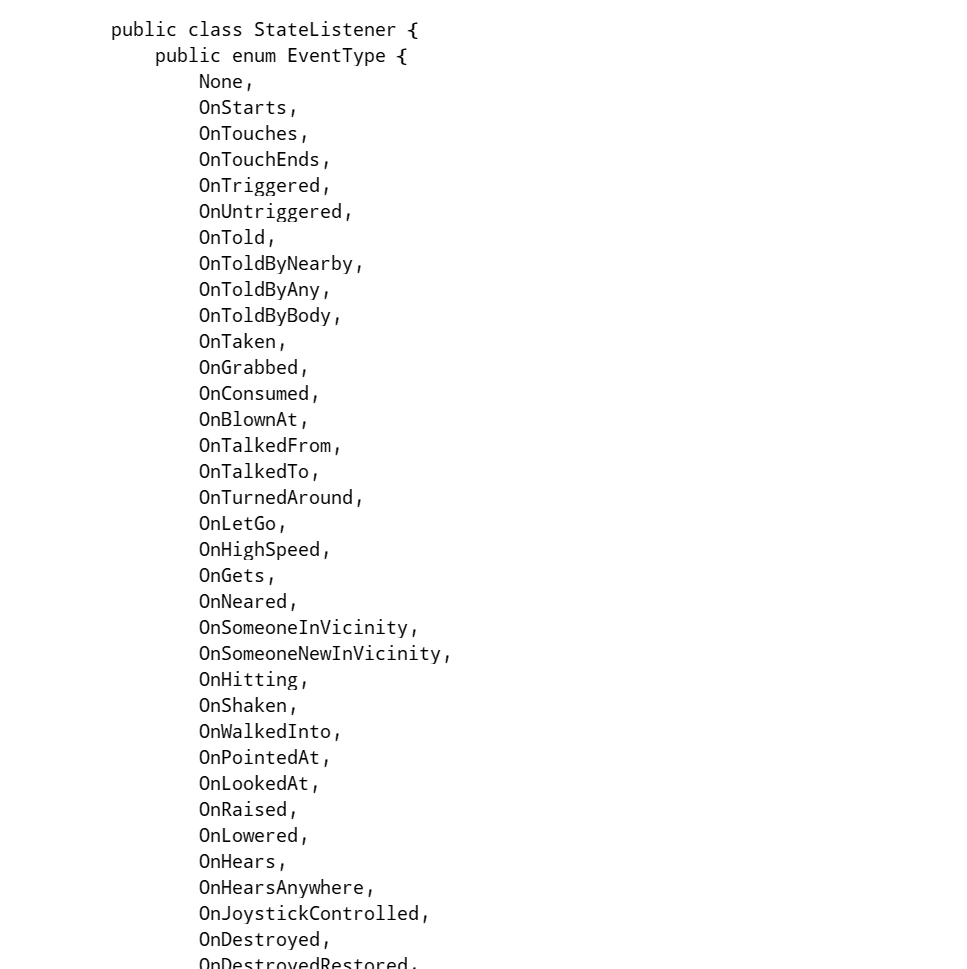 public class StateListener {
public enum EventType {
None,
OnStarts,
OnTouches,
OnTouchEnds,
OnTriggered,
OnUntriggered,
OnTold,
OnToldByNearby,
OnToldByAny,
OnToldByBody,
OnTaken,
OnGrabbed,
OnConsumed,
OnBlownAt,
OnTalkedFrom,
OnTalkedTo,
OnTurnedAround,
OnLetGo,
OnHighSpeed,
OnGets,
OnNeared,
OnSomeoneInVicinity,
OnSomeoneNewInVicinity,
OnHitting,
OnShaken,
OnWalkedInto,
OnPointedAt,
OnLookedAt,
OnRaised,
OnLowered,
OnHears,
OnHearsAnywhere,
OnJoystickControlled,
OnDestroyed,
OnDestroyedRestored,